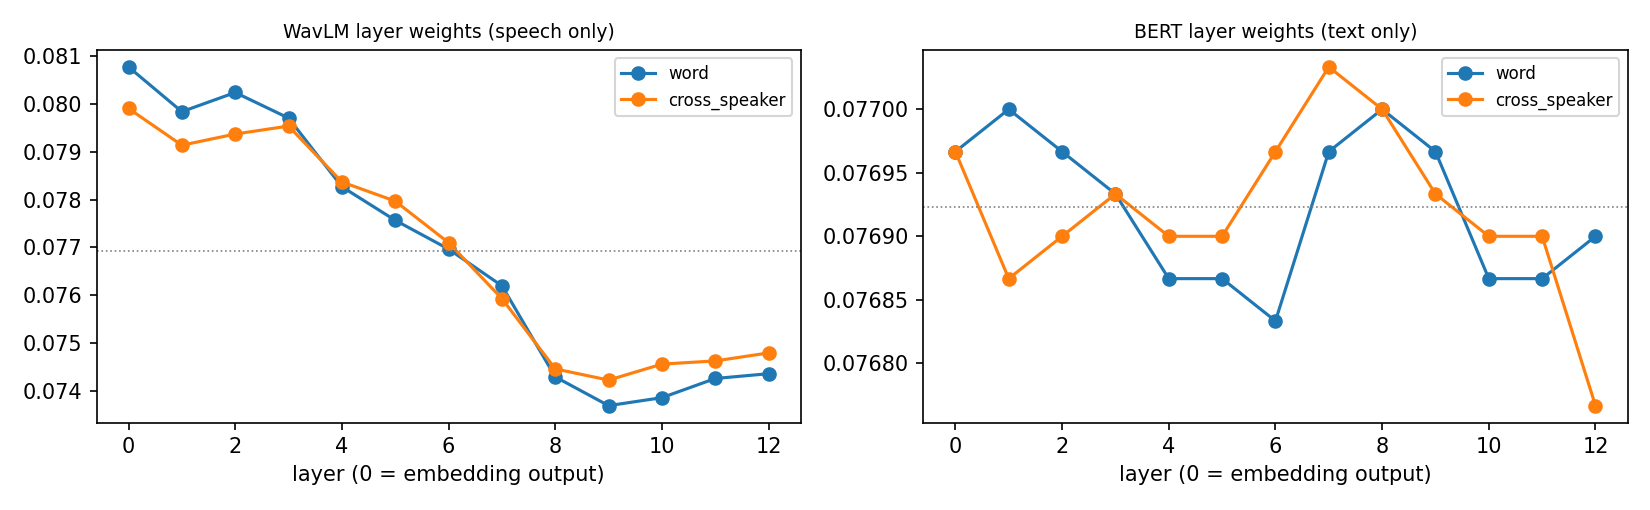 WavLM layer weights (speech only)
0.081
0.080
0.079
0.078
0.077
0.076
0.075
0.074
word
cross_speaker
0 2 4 6 8 10 12
layer (0 = embedding output)
BERT layer weights (text only)
0.07700
0.07695
0.07690
0.07685
0.07680
word
cross_speaker
0 2 4 6 8 10 12
layer (0 = embedding output)